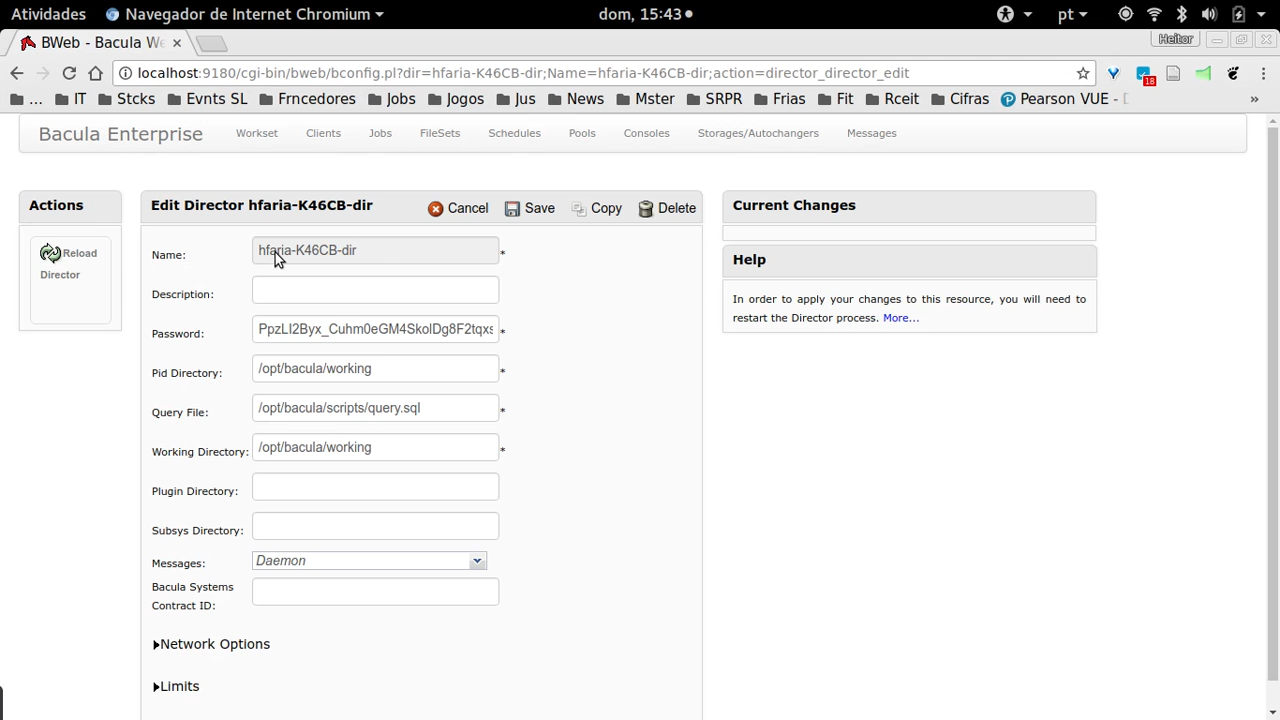 Atividades Navegador de Internet Chromium dom, 15:43 pt
BWeb - Bacula We Heitor
localhost:9180/cgi-bin/bweb/bconfig.pl?dir=hfaria-K46CB-dir;Name=hfaria-K46CB-dir;action=director_director_edit 18
... IT Stcks Evnts SL Frncedores Jobs Jogos Jus News Mster SRPR Frias Fit Rceit Cifras Pearson VUE - »
Bacula Enterprise Workset Clients Jobs FileSets Schedules Pools Consoles Storages/Autochangers Messages
Actions
Reload
Director
Edit Director hfaria-K46CB-dir Cancel Save Copy Delete
Name: hfaria-K46CB-dir *
Description:
Password: PpzLI2Byx_Cuhm0eGM4SkolDg8F2tqxs *
Pid Directory: /opt/bacula/working *
Query File: /opt/bacula/scripts/query.sql *
Working Directory: /opt/bacula/working *
Plugin Directory:
Subsys Directory:
Messages: Daemon
Bacula Systems
Contract ID:
Network Options
Limits
Current Changes
Help
In order to apply your changes to this resource, you will need to
restart the Director process. More...